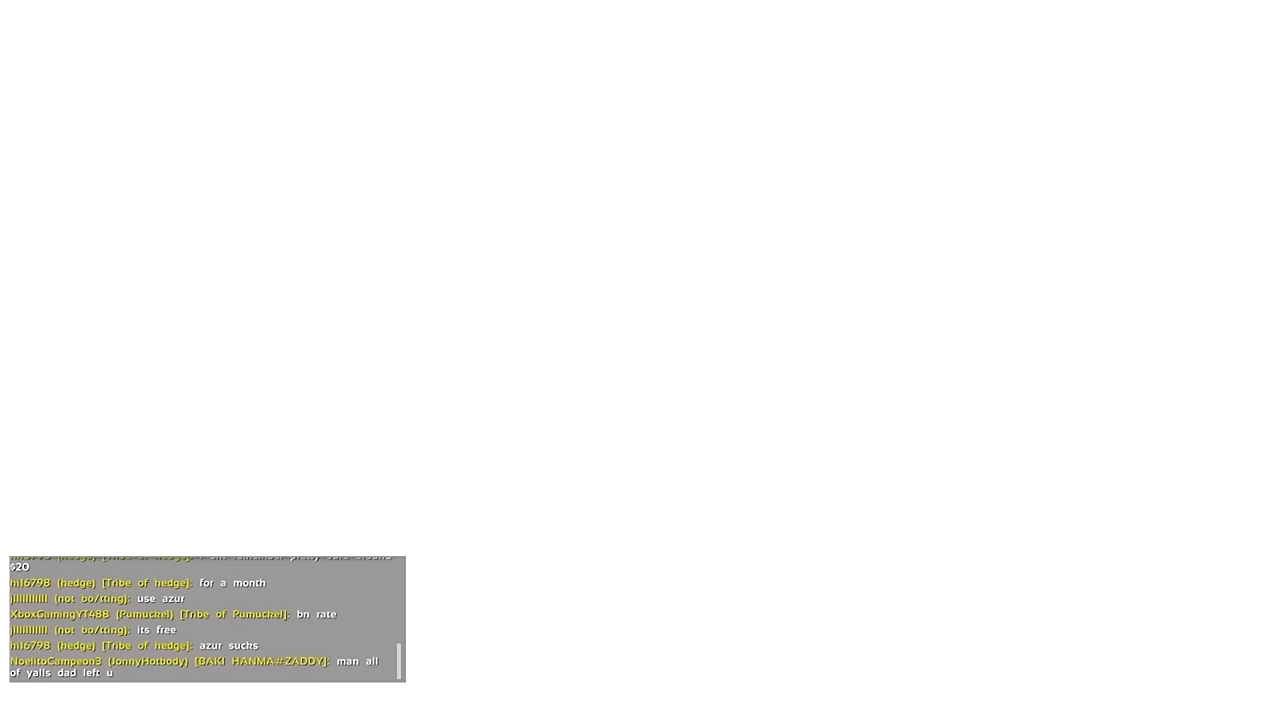 $20
hi16798 (hedge) [Tribe of hedge]: for a month
(not bo/tting): use azur
XboxGamingYT488 (Pumuckel) [Tribe of Pumuckel]: bn rate
(not bo/tting): its free
hi16798 (hedge) [Tribe of hedge]: azur sucks
NoelitoCampeon3 (JonnyHotbody) [BAKI HANMA#ZADDY]: man all
of yalls dad left u